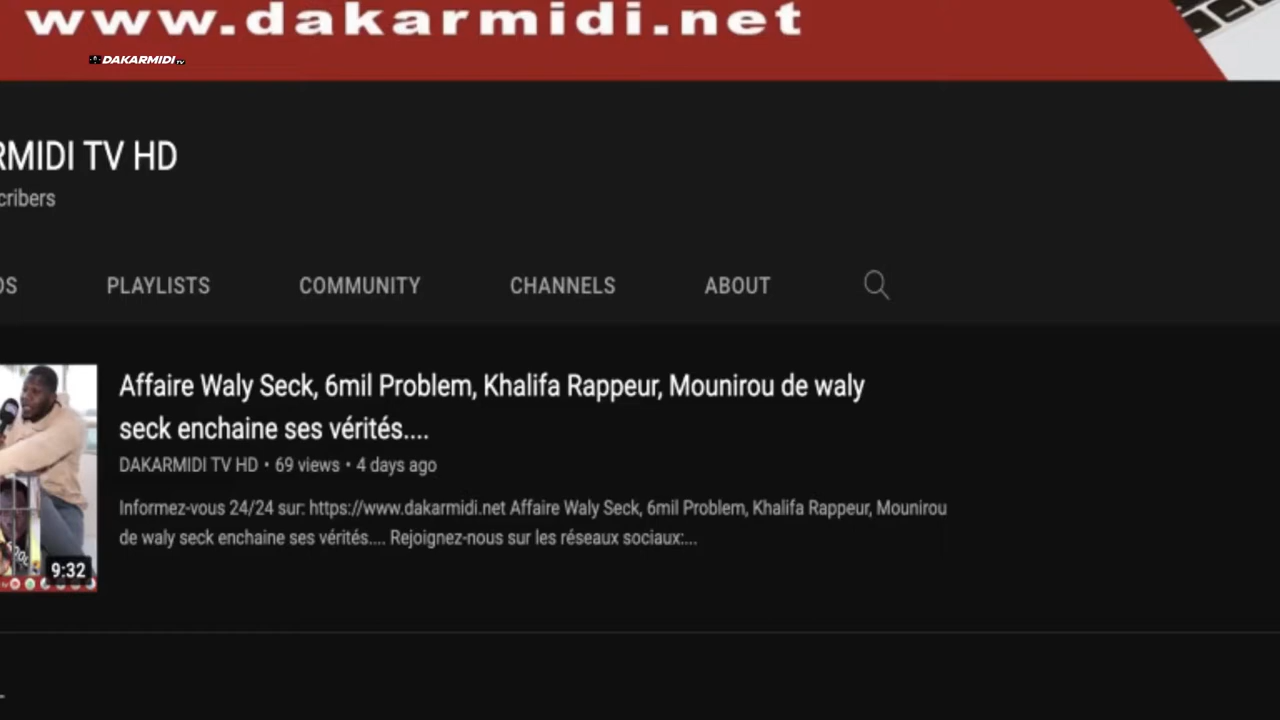 www.dakarmidi.net
DAKARMIDI TV
RMIDI TV HD
cribers
OS PLAYLISTS COMMUNITY CHANNELS ABOUT
Affaire Waly Seck, 6mil Problem, Khalifa Rappeur, Mounirou de waly
seck enchaine ses vérités....
DAKARMIDI TV HD • 69 views • 4 days ago
Informez-vous 24/24 sur: https://www.dakarmidi.net Affaire Waly Seck, 6mil Problem, Khalifa Rappeur, Mounirou
de waly seck enchaine ses vérités.... Rejoignez-nous sur les réseaux sociaux:...
9:32